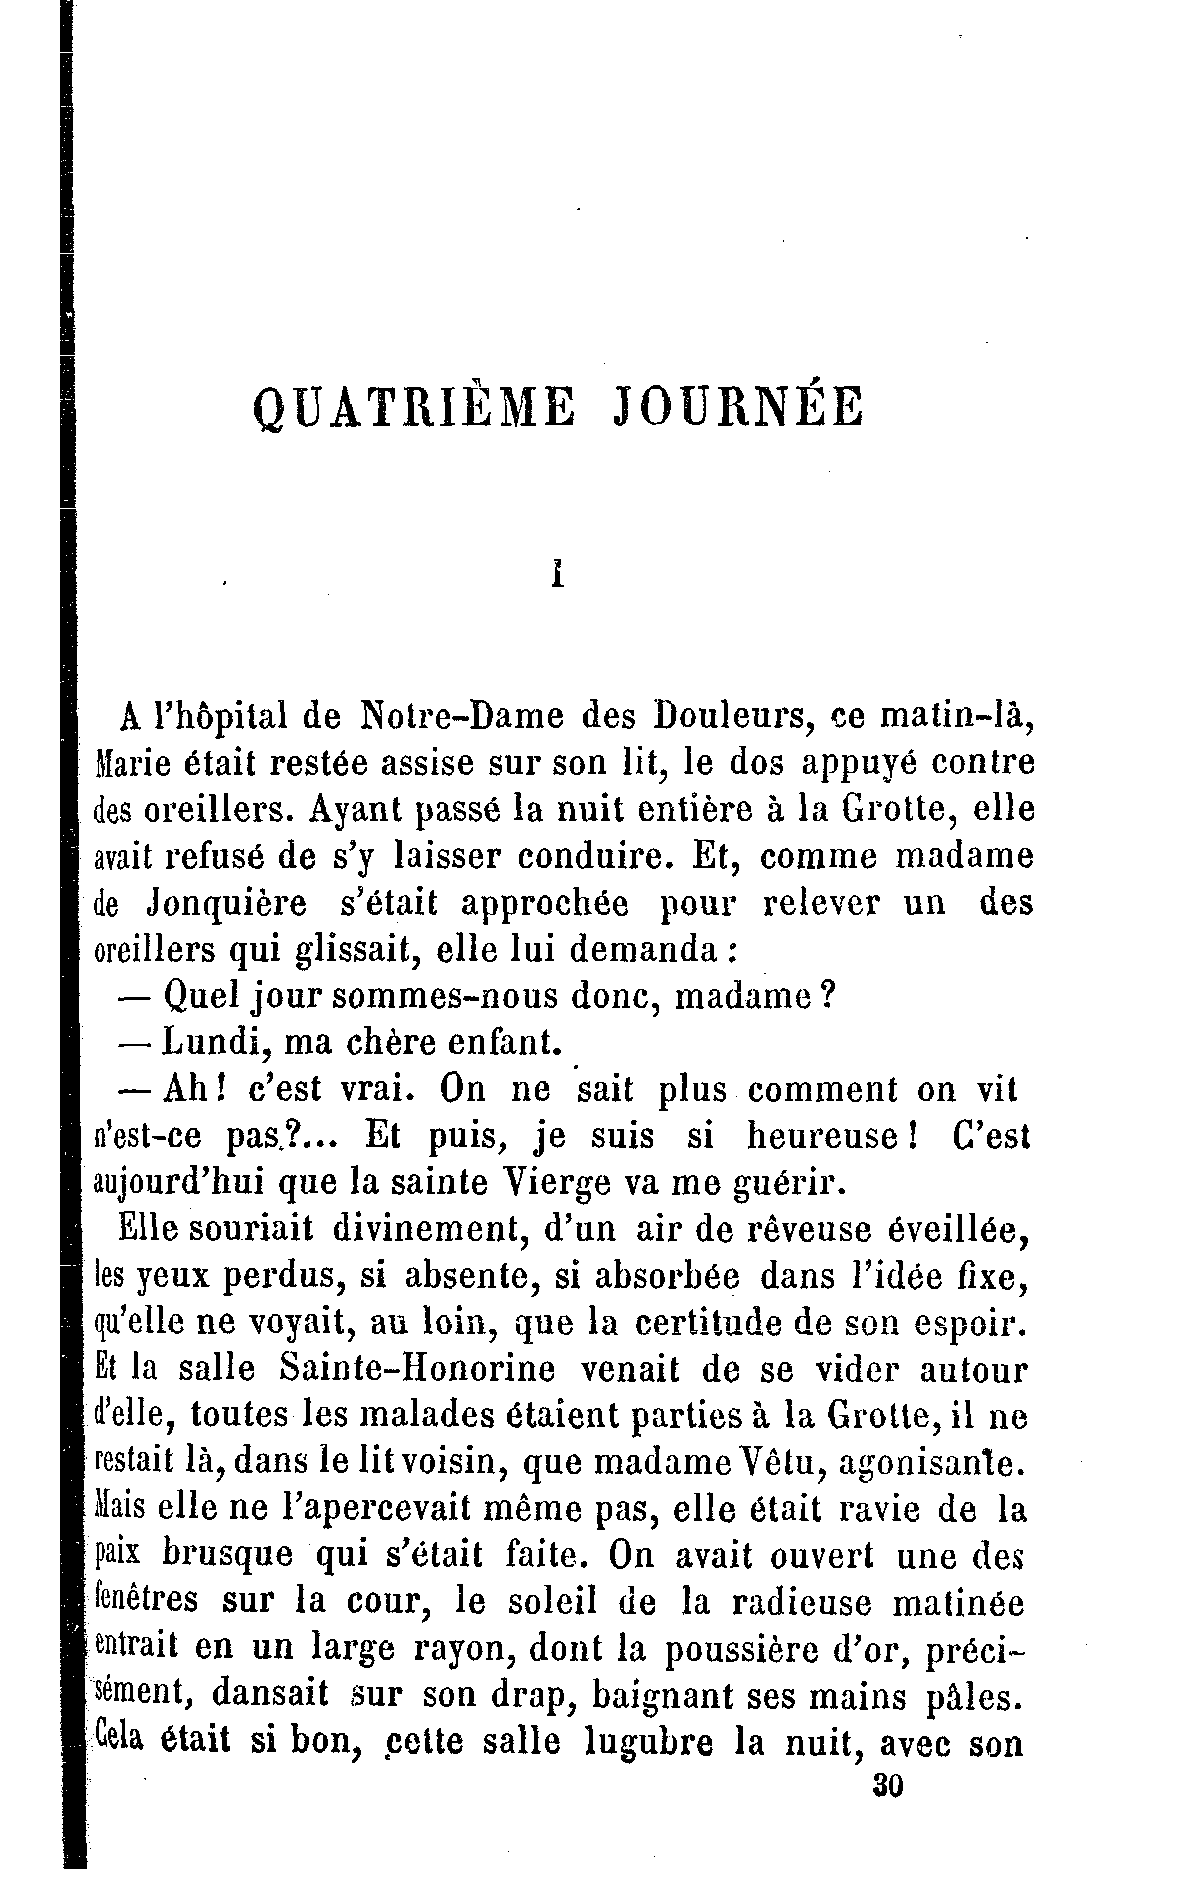 QUATRIÈME JOURNÉE
I
A l'hôpital de Notre-Dame des Douleurs, ce matin-là,
Marie était restée assise sur son lit, le dos appuyé contre
des oreillers. Ayant passé la nuit entière à la Grotte, elle
avait refusé de s'y laisser conduire. Et, comme madame
de Jonquière s'était approchée pour relever un des
oreillers qui glissait, elle lui demanda :
— Quel jour sommes-nous donc, madame ?
— Lundi, ma chère enfant.
— Ah ! c'est vrai. On ne sait plus comment on vit
n'est-ce pas ?... Et puis, je suis si heureuse ! C'est
aujourd'hui que la sainte Vierge va me guérir.
Elle souriait divinement, d'un air de rêveuse éveillée,
les yeux perdus, si absente, si absorbée dans l'idée fixe,
qu'elle ne voyait, au loin, que la certitude de son espoir.
Et la salle Sainte-Honorine venait de se vider autour
d'elle, toutes les malades étaient parties à la Grotte, il ne
restait là, dans le lit voisin, que madame Vêtu, agonisante.
Mais elle ne l'apercevait même pas, elle était ravie de la
paix brusque qui s'était faite. On avait ouvert une des
fenêtres sur la cour, le soleil de la radieuse matinée
entrait en un large rayon, dont la poussière d'or, préci-
sément, dansait sur son drap, baignant ses mains pâles.
Cela était si bon, cette salle lugubre la nuit, avec son
30